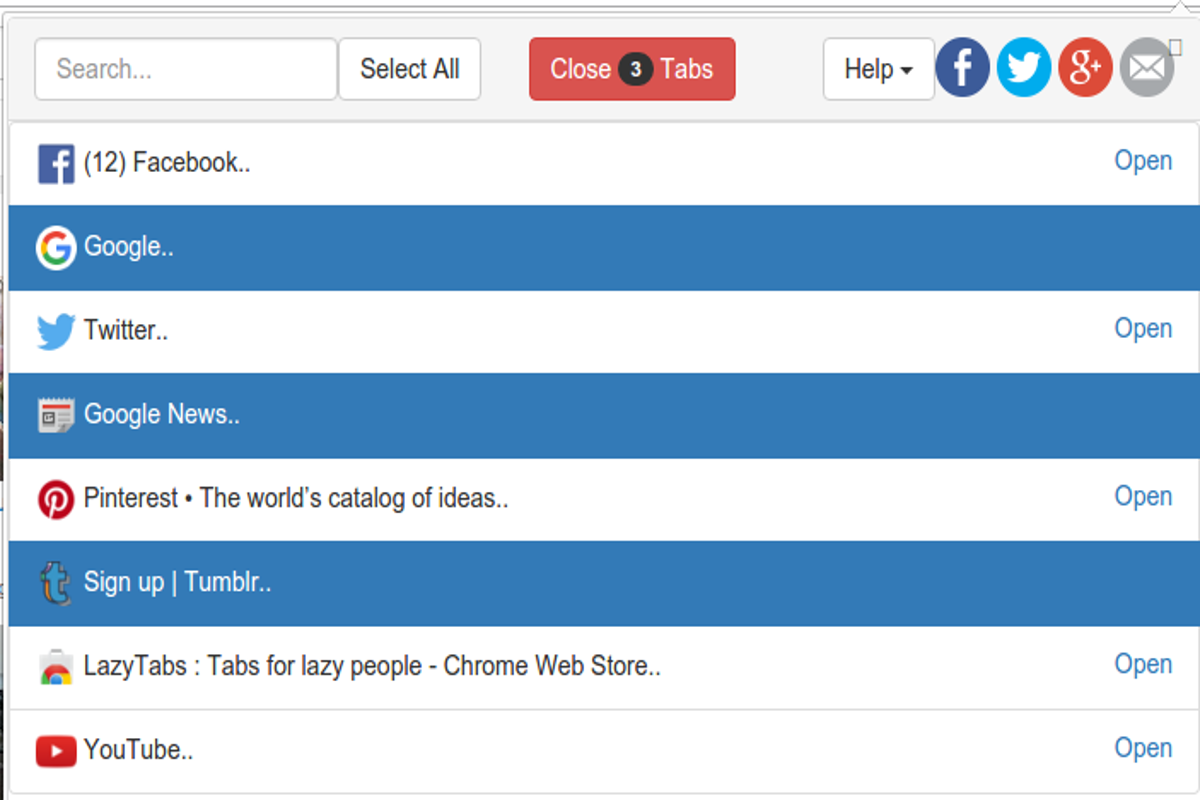 Search... Select All Close 3 Tabs Help
(12) Facebook.. Open
Google..
Twitter.. Open
Google News..
Pinterest • The world's catalog of ideas.. Open
Sign up | Tumblr..
LazyTabs : Tabs for lazy people - Chrome Web Store.. Open
YouTube.. Open